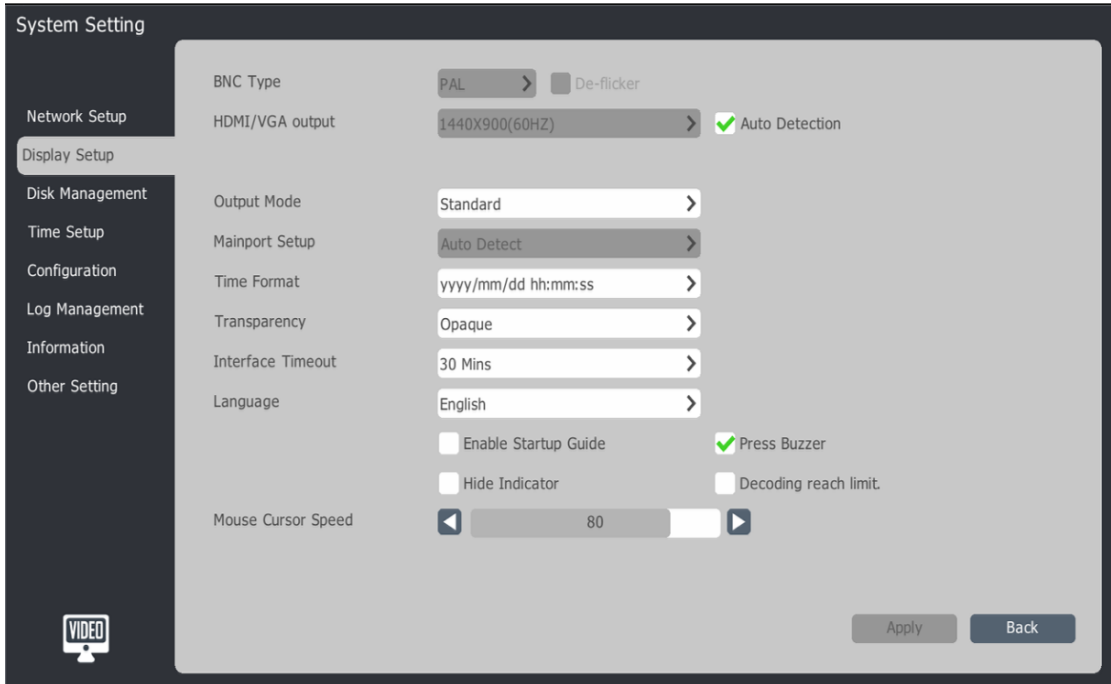 System Setting
Network Setup
Display Setup
Disk Management
Time Setup
Configuration
Log Management
Information
Other Setting
VIDEO
BNC Type PAL De-flicker
HDMI/VGA output 1440X900(60HZ) Auto Detection
Output Mode Standard
Mainport Setup Auto Detect
Time Format yyyy/mm/dd hh:mm:ss
Transparency Opaque
Interface Timeout 30 Mins
Language English
Enable Startup Guide Press Buzzer
Hide Indicator Decoding reach limit.
Mouse Cursor Speed 80
Apply Back